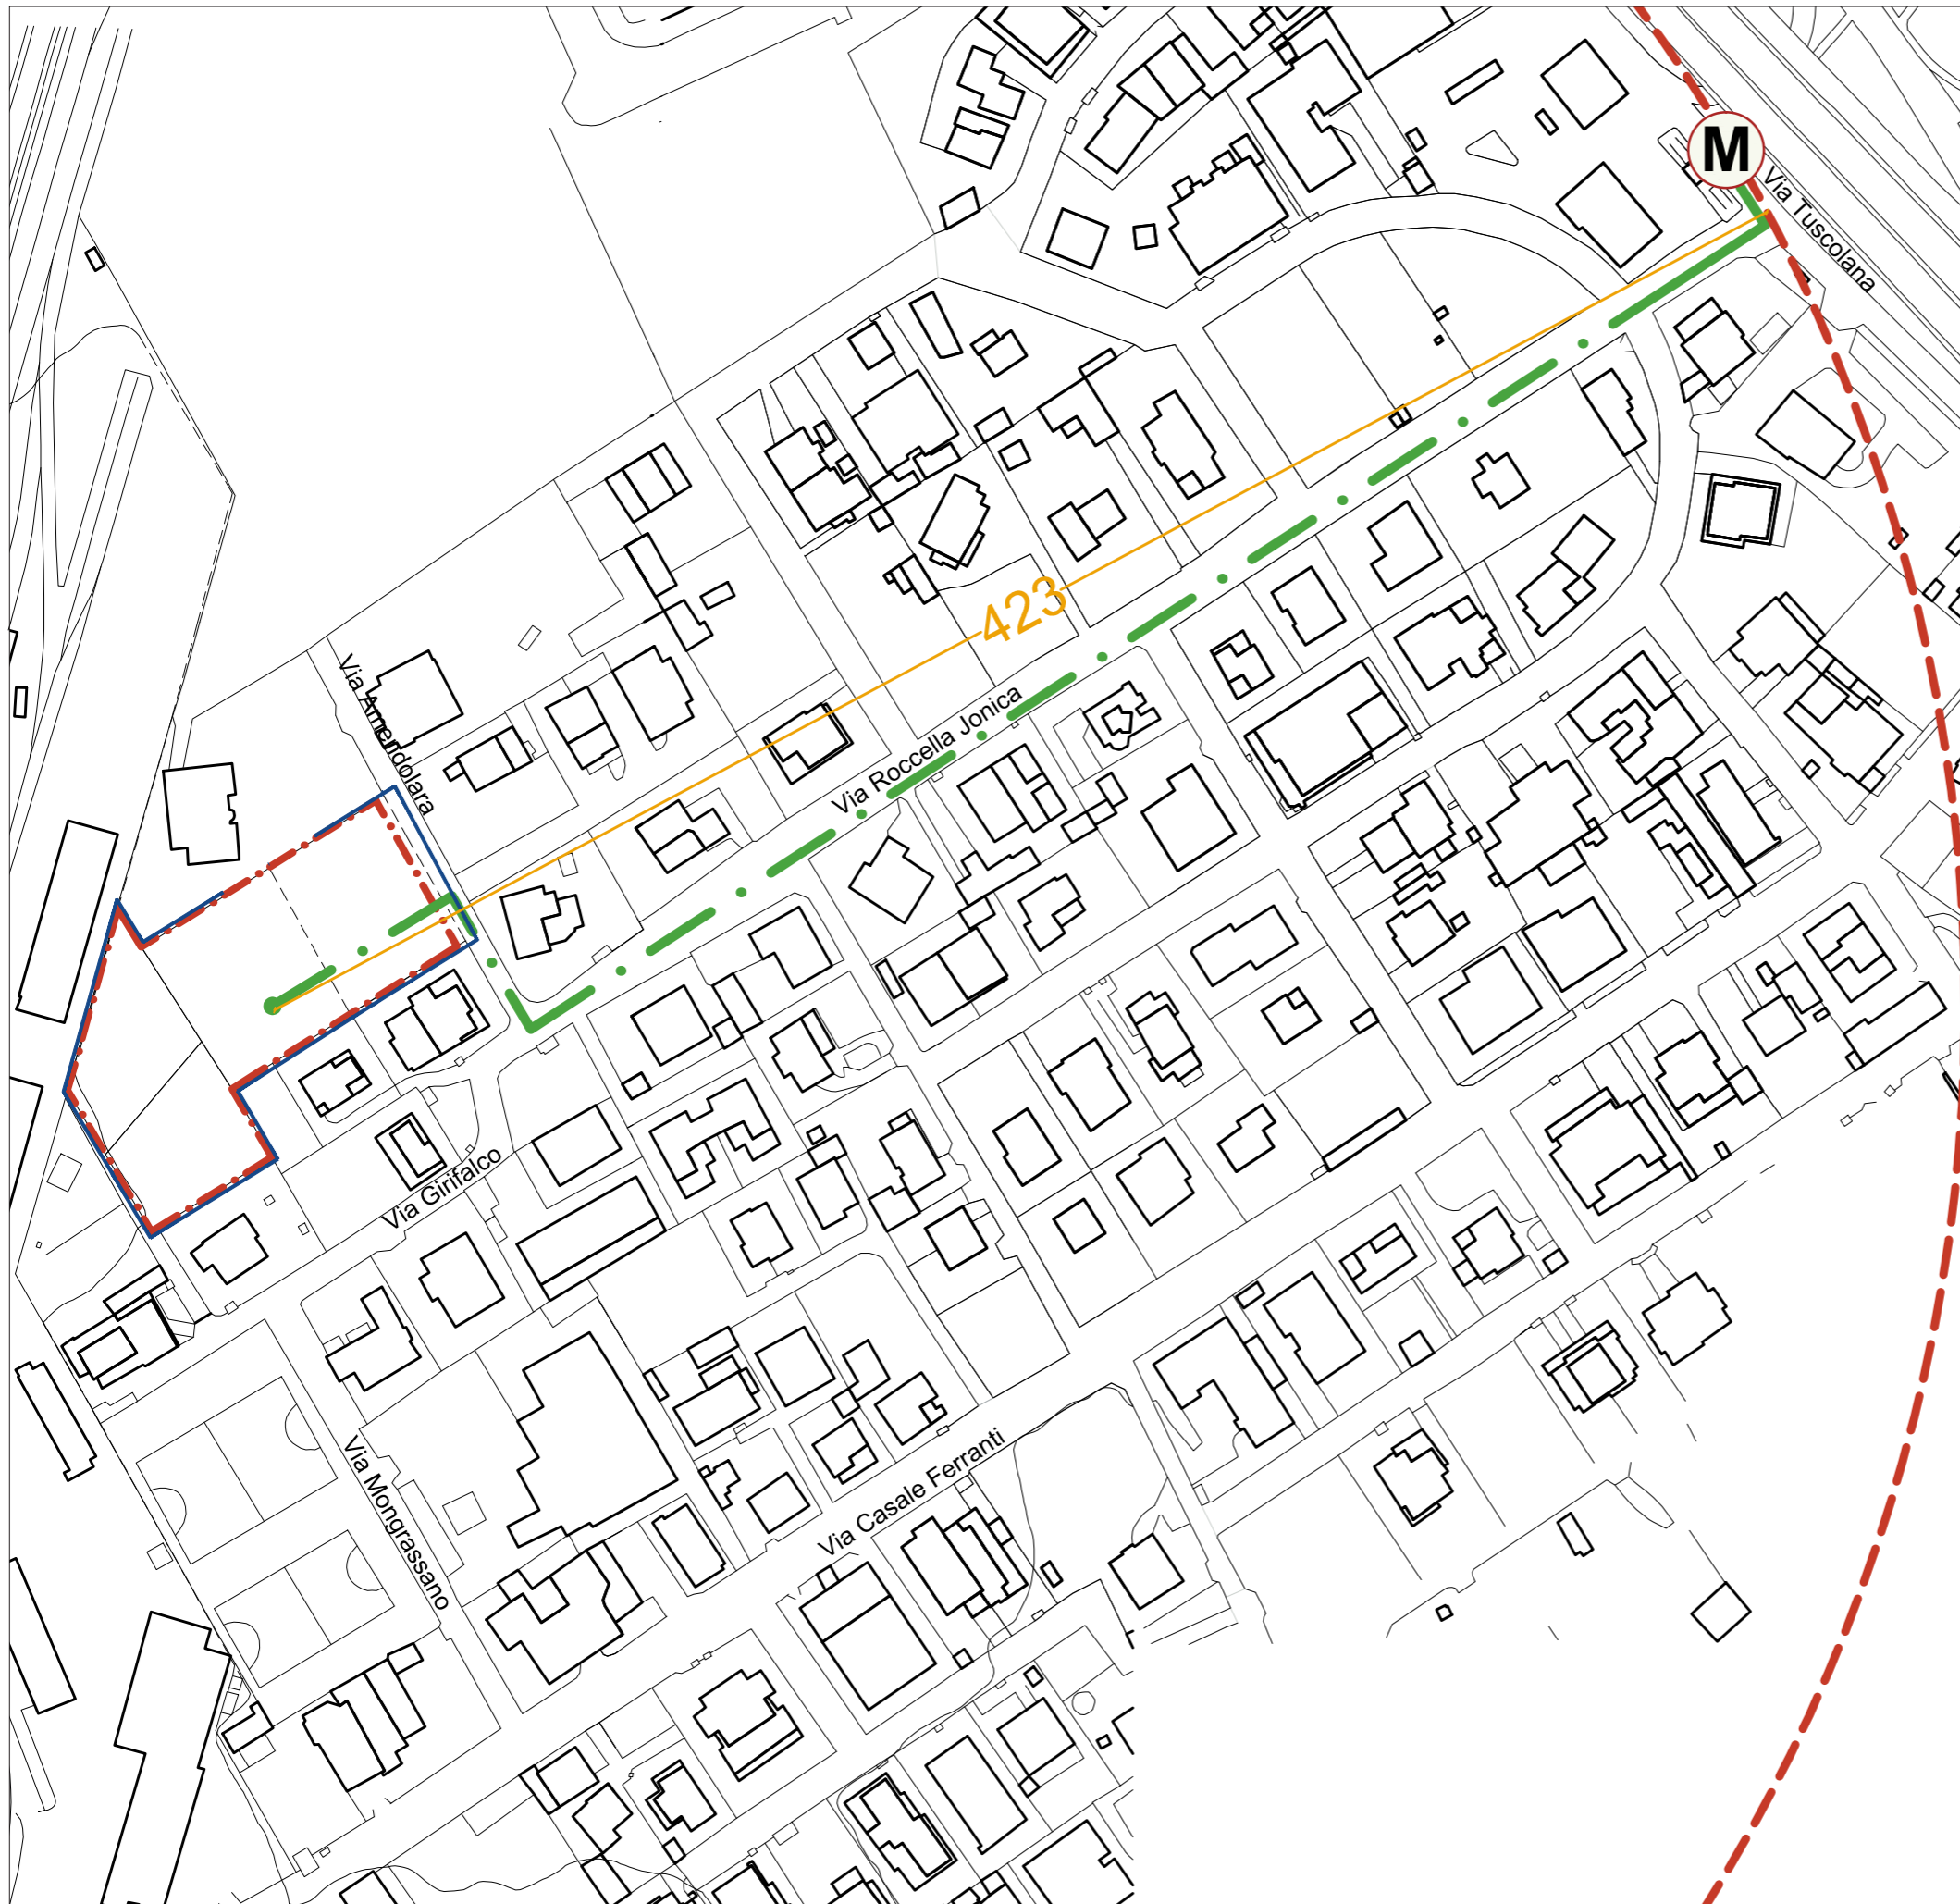 M
Via Tuscolana
423
Via Amendolara
Via Roccella Jonica
Via Girifalco
Via Casale Ferranti
Via Mongrassano